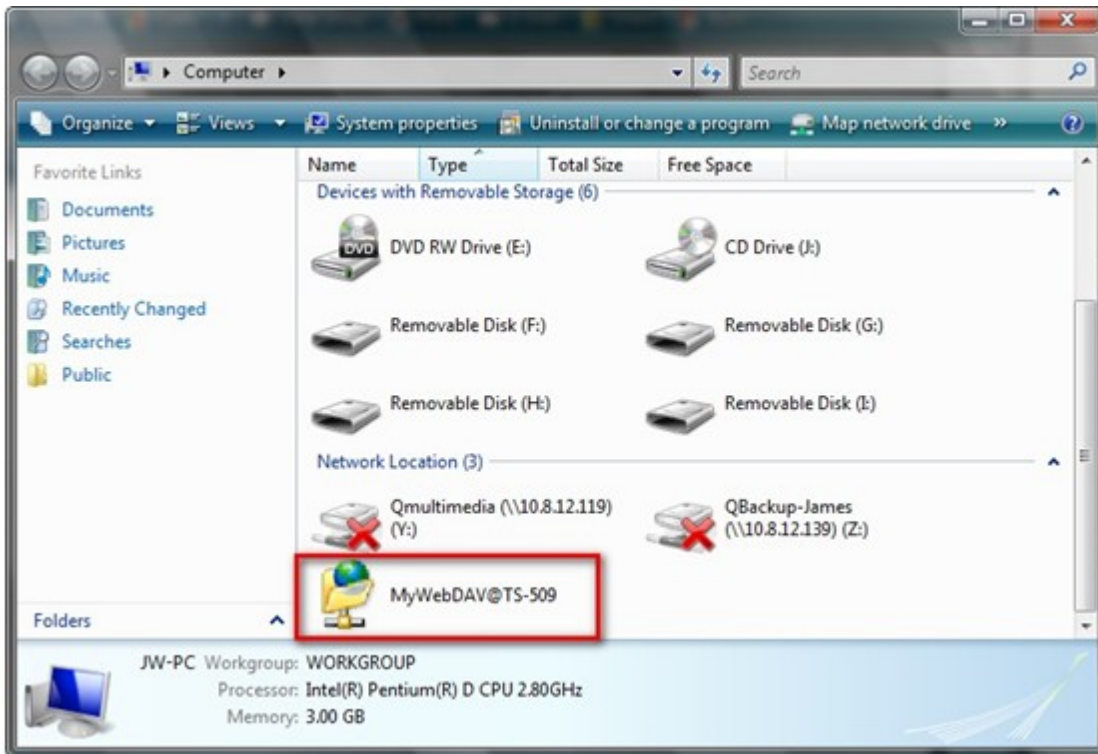 Computer
Search
Organize Views System properties Uninstall or change a program Map network drive »
Favorite Links
Documents
Pictures
Music
Recently Changed
Searches
Public
Folders
Name Type Total Size Free Space
Devices with Removable Storage (6)
DVD
DVD RW Drive (E:)
CD Drive (J:)
Removable Disk (F:)
Removable Disk (G:)
Removable Disk (H:)
Removable Disk (I:)
Network Location (3)
Qmultimedia (\\10.8.12.119)
(Y:)
QBackup-James
(\\10.8.12.139) (Z:)
MyWebDAV@TS-509
JW-PC Workgroup: WORKGROUP
Processor: Intel(R) Pentium(R) D CPU 2.80GHz
Memory: 3.00 GB